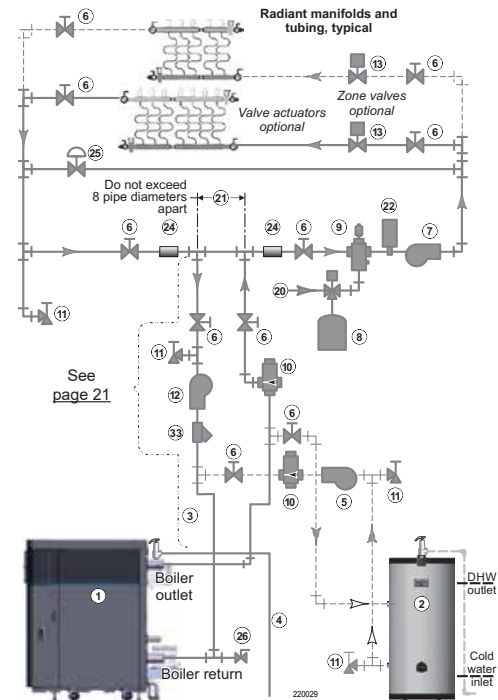 6
Radiant manifolds and
tubing, typical
13
6
6
Valve actuators
optional
Zone valves
optional
13
6
25
Do not exceed
8 pipe diameters
apart
21
6
24
24
6
9
22
7
20
8
11
6
6
11
See
page 21
12
10
33
6
6
10
5
11
3
1
Boiler
outlet
4
2
DHW
outlet
26
11
Cold
water
inlet
Boiler return
220029